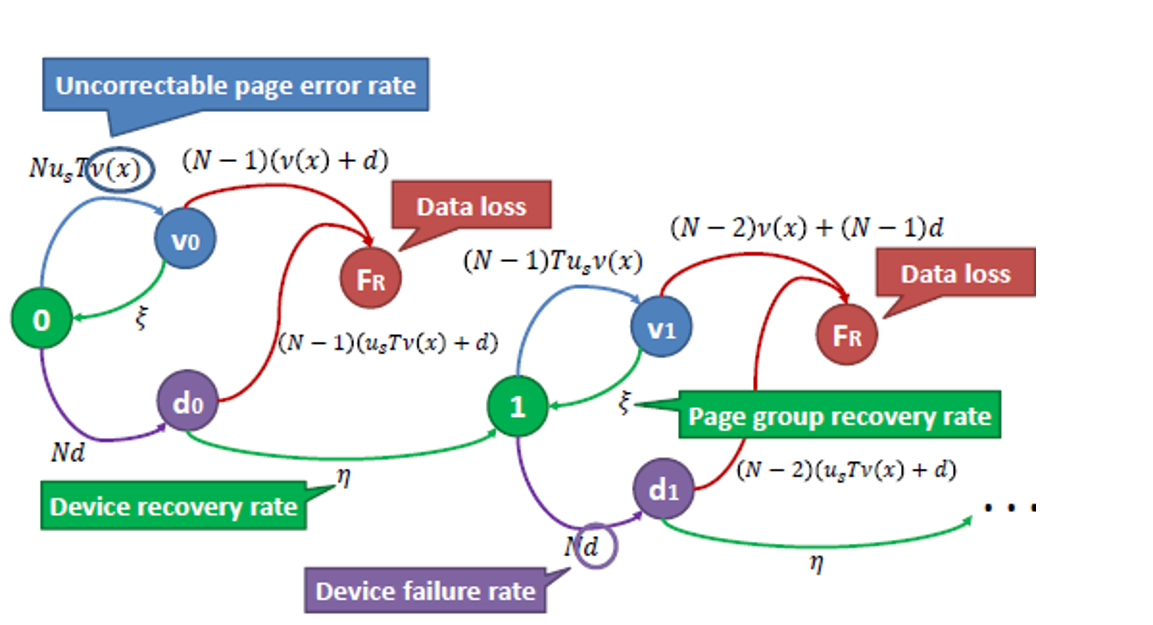 Uncorrectable page error rate
Nu_sTv(x)
(N − 1)(v(x) + d)
Data loss
v0
FR
0
ξ
(N − 1)(u_sTv(x) + d)
d0
Nd
η
Device recovery rate
(N − 1)Tu_sv(x)
(N − 2)v(x) + (N − 1)d
Data loss
v1
FR
1
ξ
Page group recovery rate
(N − 2)(u_sTv(x) + d)
d1
Nd
η
. . .
Device failure rate